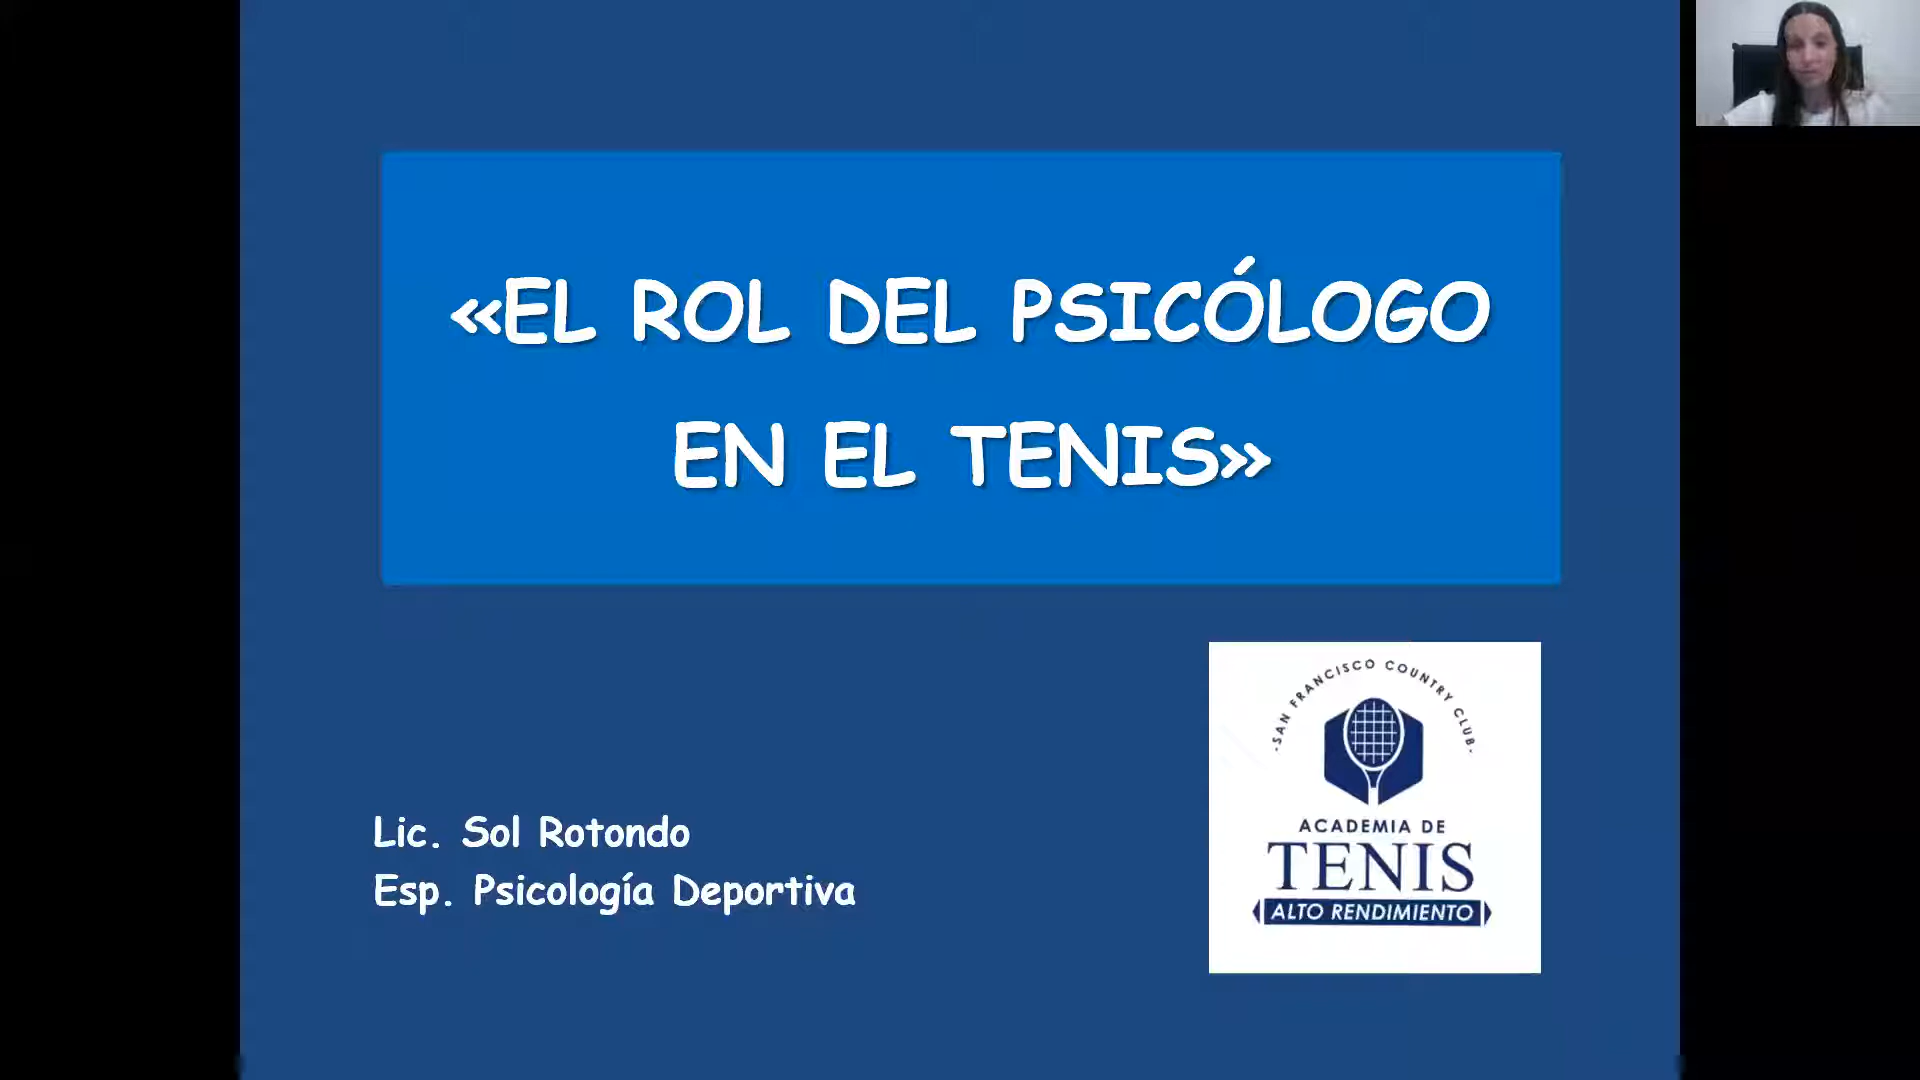 «EL ROL DEL PSICÓLOGO
EN EL TENIS»
Lic. Sol Rotondo
Esp. Psicología Deportiva
·SAN FRANCISCO COUNTRY CLUB·
ACADEMIA DE
TENIS
ALTO RENDIMIENTO